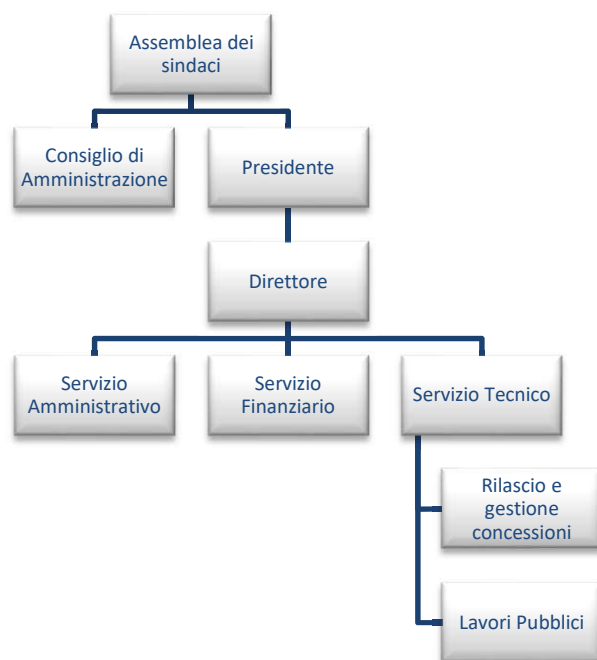 Assemblea dei
sindaci
Consiglio di
Amministrazione
Presidente
Direttore
Servizio
Amministrativo
Servizio
Finanziario
Servizio Tecnico
Rilascio e
gestione
concessioni
Lavori Pubblici